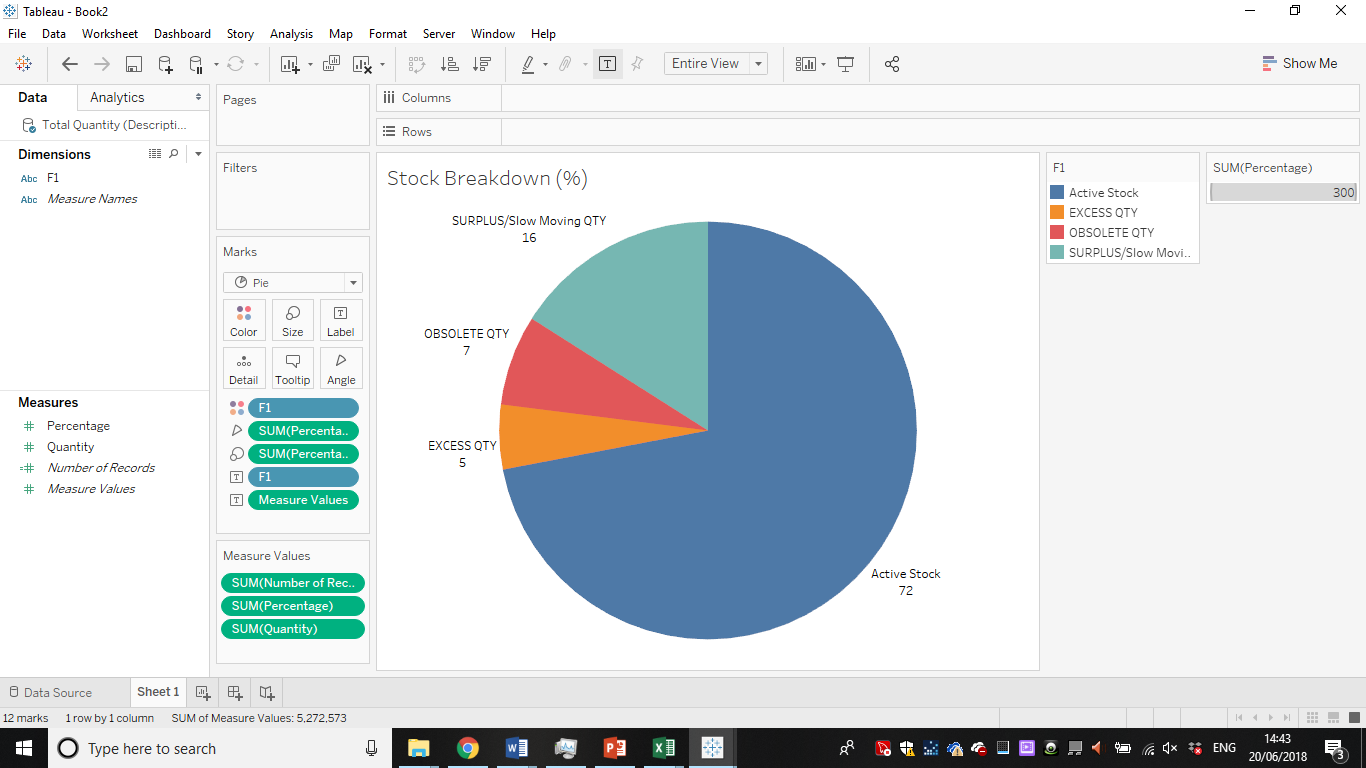 Tableau - Book2
File Data Worksheet Dashboard Story Analysis Map Format Server Window Help
Entire View
Show Me
Data Analytics
Total Quantity (Descripti...
Dimensions
Abc F1
Abc Measure Names
Measures
Percentage
Quantity
Number of Records
Measure Values
Pages
Filters
Marks
Pie
Color Size Label
Detail Tooltip Angle
F1
SUM(Percenta..
SUM(Percenta..
F1
Measure Values
Measure Values
SUM(Number of Rec..
SUM(Percentage)
SUM(Quantity)
Columns
Rows
Stock Breakdown (%)
SURPLUS/Slow Moving QTY
16
OBSOLETE QTY
7
EXCESS QTY
5
Active Stock
72
F1
Active Stock
EXCESS QTY
OBSOLETE QTY
SURPLUS/Slow Movi..
SUM(Percentage)
300
Data Source Sheet 1
12 marks 1 row by 1 column SUM of Measure Values: 5,272,573
Type here to search
ENG
14:43
20/06/2018
3